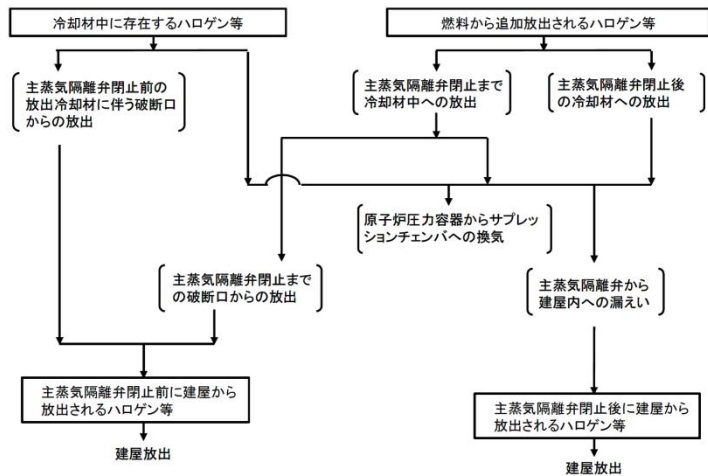 冷却材中に存在するハロゲン等
燃料から追加放出されるハロゲン等
主蒸気隔離弁閉止前の
放出冷却材に伴う破断口
からの放出
主蒸気隔離弁閉止まで
冷却材中への放出
主蒸気隔離弁閉止後
の冷却材への放出
原子炉圧力容器からサプレッ
ションチェンバへの換気
主蒸気隔離弁閉止まで
の破断口からの放出
主蒸気隔離弁から
建屋内への漏えい
主蒸気隔離弁閉止前に建屋から
放出されるハロゲン等
主蒸気隔離弁閉止後に建屋から
放出されるハロゲン等
建屋放出
建屋放出